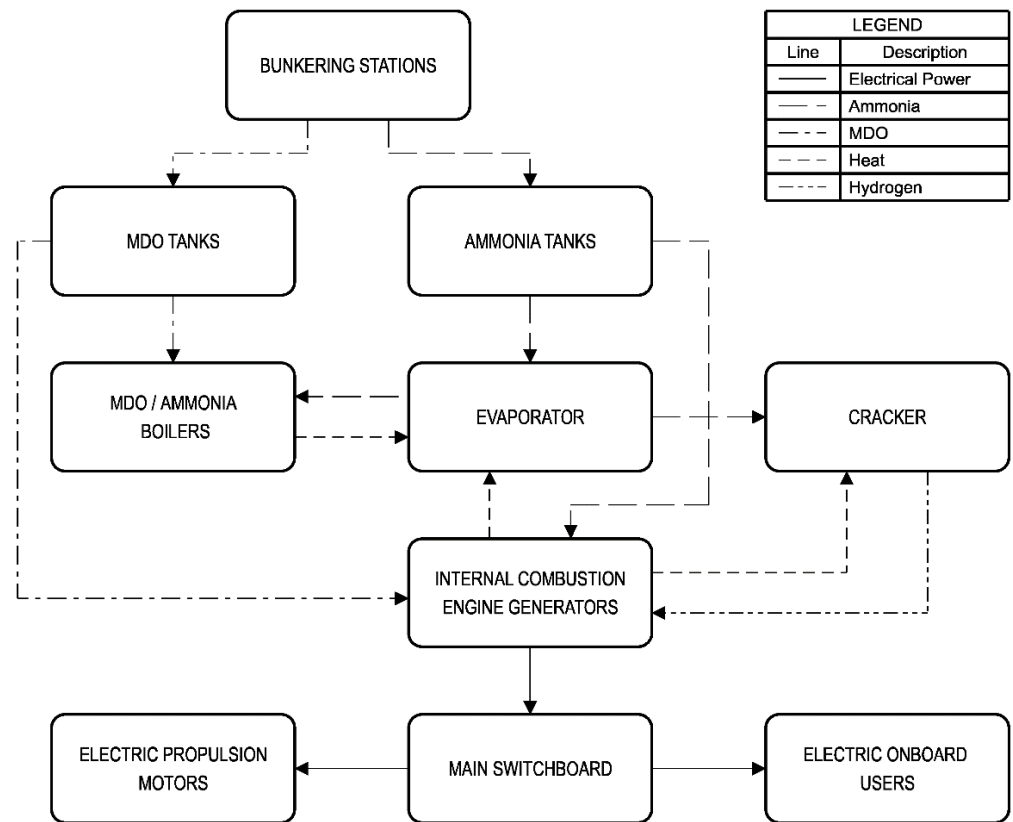 BUNKERING STATIONS
LEGEND
Line Description
Electrical Power
Ammonia
MDO
Heat
Hydrogen
MDO TANKS
AMMONIA TANKS
MDO / AMMONIA
BOILERS
EVAPORATOR
CRACKER
INTERNAL COMBUSTION
ENGINE GENERATORS
ELECTRIC PROPULSION
MOTORS
MAIN SWITCHBOARD
ELECTRIC ONBOARD
USERS